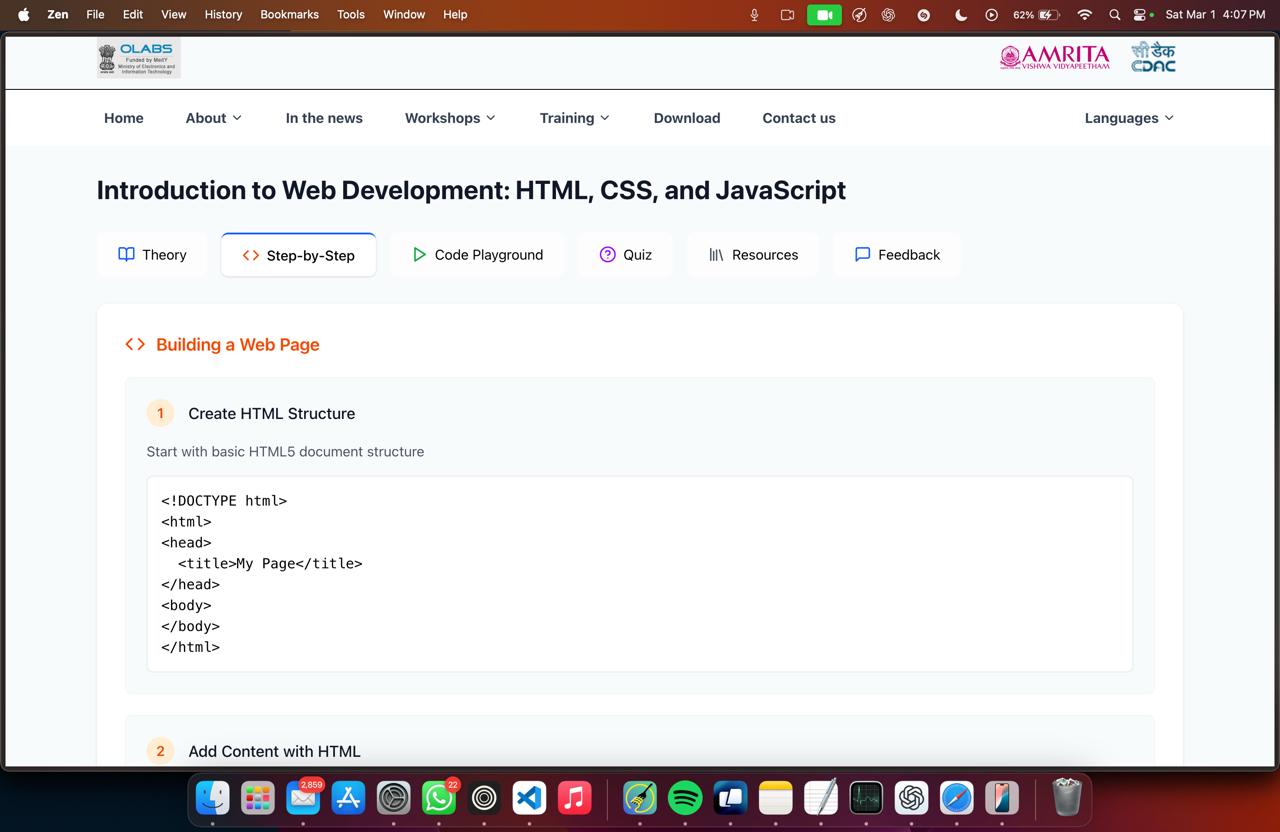 Zen File Edit View History Bookmarks Tools Window Help 62% Sat Mar 1 4:07 PM
OLABS
Funded by MeitY
Ministry of Electronics and
Information Technology
AMRITA
VISHWA VIDYAPEETHAM
सी डैक
CDAC
Home About In the news Workshops Training Download Contact us Languages
Introduction to Web Development: HTML, CSS, and JavaScript
Theory Step-by-Step Code Playground Quiz Resources Feedback
Building a Web Page
1 Create HTML Structure
Start with basic HTML5 document structure
<!DOCTYPE html>
<html>
<head>
  <title>My Page</title>
</head>
<body>
</body>
</html>
2 Add Content with HTML
2,859 22